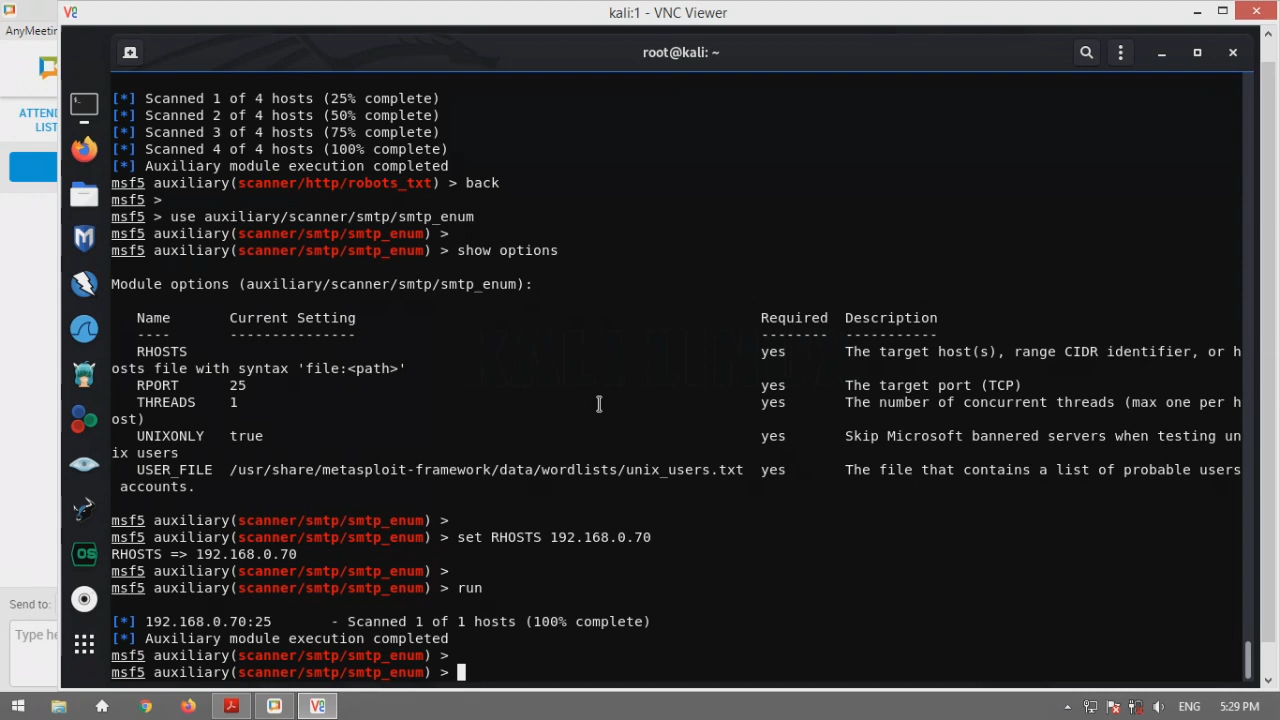 kali:1 - VNC Viewer
AnyMeetin
root@kali: ~
ATTEND
LIST
[*] Scanned 1 of 4 hosts (25% complete)
[*] Scanned 2 of 4 hosts (50% complete)
[*] Scanned 3 of 4 hosts (75% complete)
[*] Scanned 4 of 4 hosts (100% complete)
[*] Auxiliary module execution completed
msf5 auxiliary(scanner/http/robots_txt) > back
msf5 >
msf5 > use auxiliary/scanner/smtp/smtp_enum
msf5 auxiliary(scanner/smtp/smtp_enum) >
msf5 auxiliary(scanner/smtp/smtp_enum) > show options
Module options (auxiliary/scanner/smtp/smtp_enum):
Name Current Setting Required Description
---- --------------- -------- -----------
RHOSTS yes The target host(s), range CIDR identifier, or h
osts file with syntax 'file:<path>'
RPORT 25 yes The target port (TCP)
THREADS 1 yes The number of concurrent threads (max one per h
ost)
UNIXONLY true yes Skip Microsoft bannered servers when testing un
ix users
USER_FILE /usr/share/metasploit-framework/data/wordlists/unix_users.txt yes The file that contains a list of probable users
accounts.
msf5 auxiliary(scanner/smtp/smtp_enum) >
msf5 auxiliary(scanner/smtp/smtp_enum) > set RHOSTS 192.168.0.70
RHOSTS => 192.168.0.70
msf5 auxiliary(scanner/smtp/smtp_enum) >
msf5 auxiliary(scanner/smtp/smtp_enum) > run
[*] 192.168.0.70:25 - Scanned 1 of 1 hosts (100% complete)
[*] Auxiliary module execution completed
msf5 auxiliary(scanner/smtp/smtp_enum) >
msf5 auxiliary(scanner/smtp/smtp_enum) >
Send to:
Type he
ENG
5:29 PM